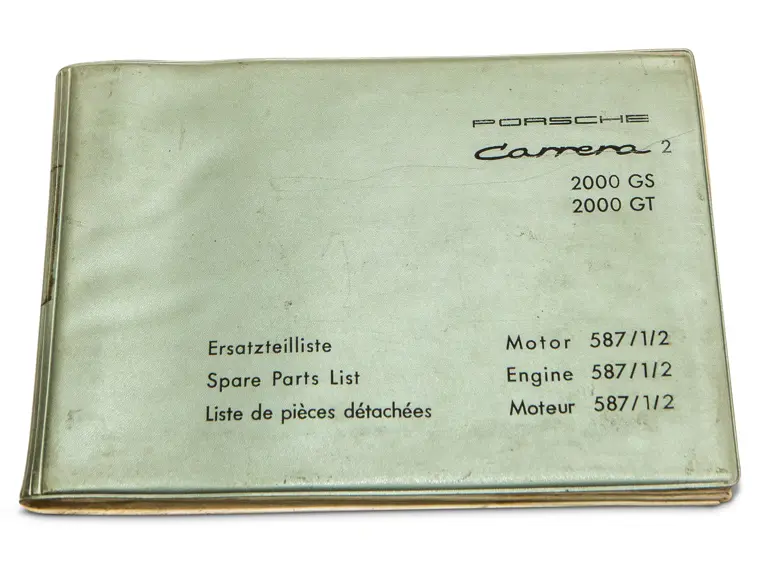 PORSCHE
Carrera 2
2000 GS
2000 GT
Ersatzteilliste Motor 587/1/2
Spare Parts List Engine 587/1/2
Liste de pièces détachées Moteur 587/1/2